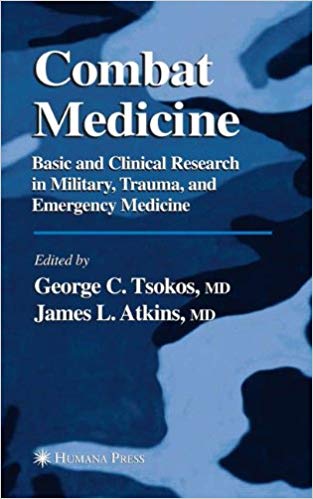 Combat
Medicine
Basic and Clinical Research
in Military, Trauma, and
Emergency Medicine
Edited by
George C. Tsokos, MD
James L. Atkins, MD
HUMANA PRESS